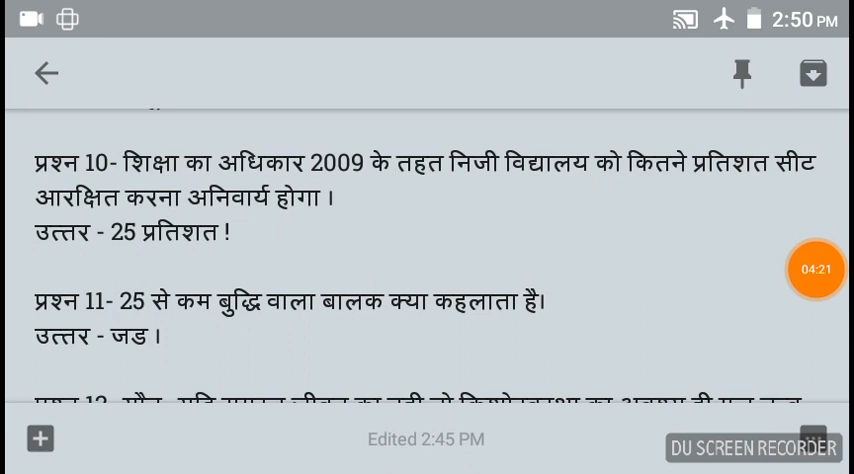 2:50 PM
प्रश्न 10- शिक्षा का अधिकार 2009 के तहत निजी विद्यालय को कितने प्रतिशत सीट
आरक्षित करना अनिवार्य होगा ।
उत्तर - 25 प्रतिशत !
04:21
प्रश्न 11- 25 से कम बुद्धि वाला बालक क्या कहलाता है।
उत्तर - जड ।
Edited 2:45 PM
DU SCREEN RECORDER